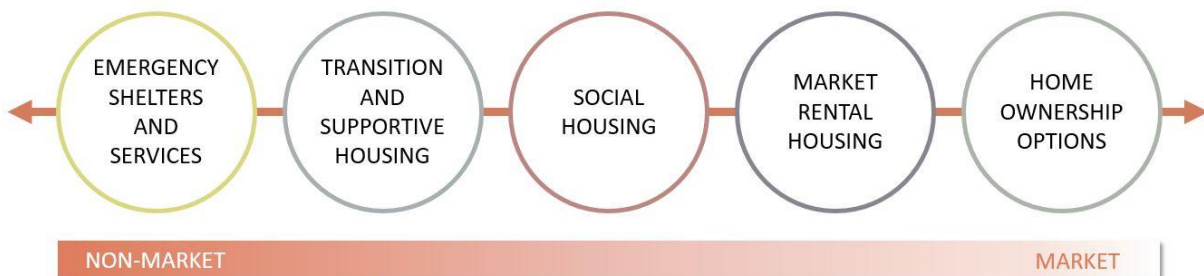 EMERGENCY
SHELTERS
AND
SERVICES
TRANSITION
AND
SUPPORTIVE
HOUSING
SOCIAL
HOUSING
MARKET
RENTAL
HOUSING
HOME
OWNERSHIP
OPTIONS
NON-MARKET
MARKET